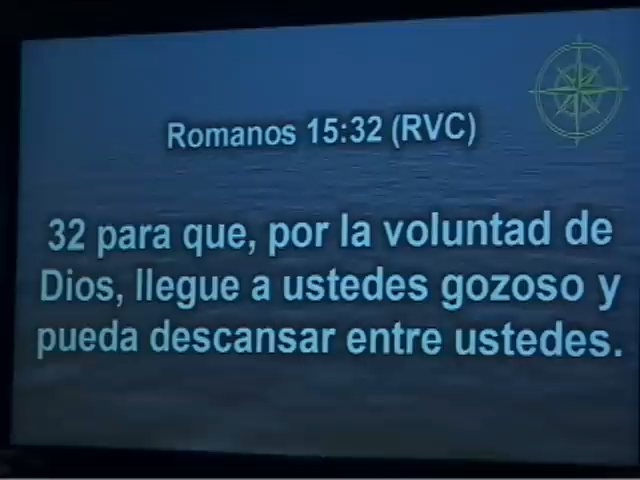 Romanos 15:32 (RVC)
32 para que, por la voluntad de
Dios, llegue a ustedes gozoso y
pueda descansar entre ustedes.